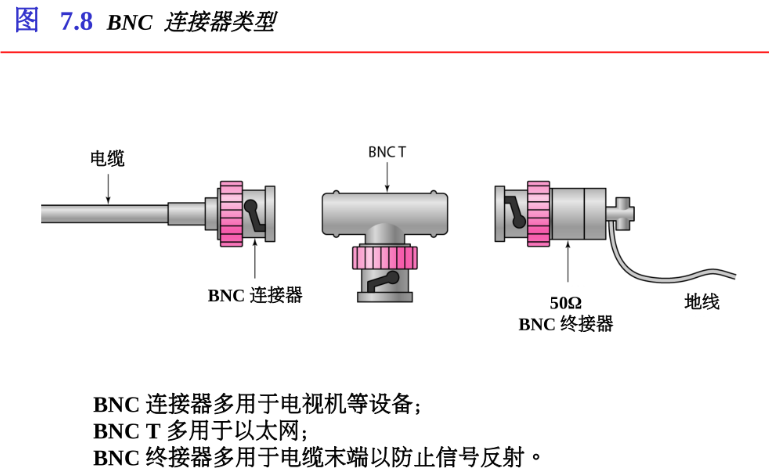 图 7.8 BNC 连接器类型
电缆
BNC T
BNC 连接器
50Ω
BNC 终接器
地线
BNC 连接器多用于电视机等设备；
BNC T 多用于以太网；
BNC 终接器多用于电缆末端以防止信号反射。